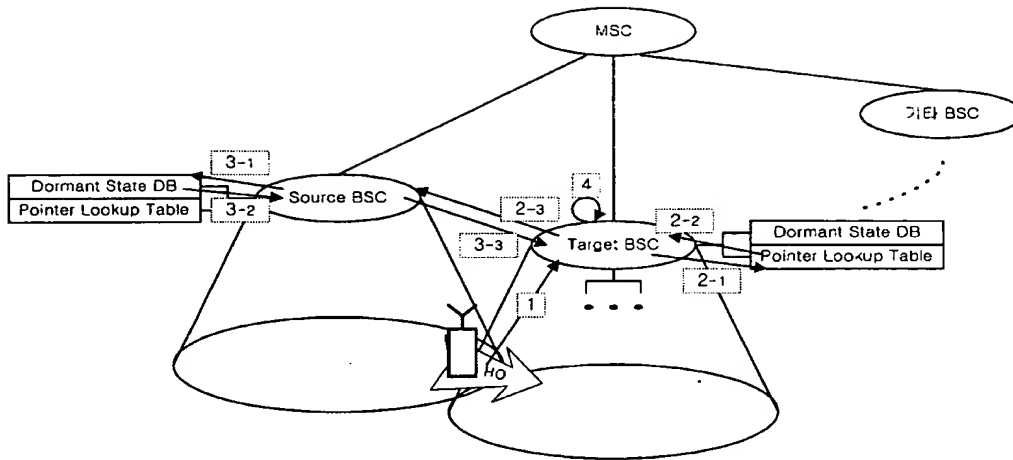 MSC
기타 BSC
3-1
Dormant State DB
Pointer Lookup Table
3-2
Source BSC
2-3
3-3
4
Target BSC
2-2
Dormant State DB
Pointer Lookup Table
2-1
1
HO